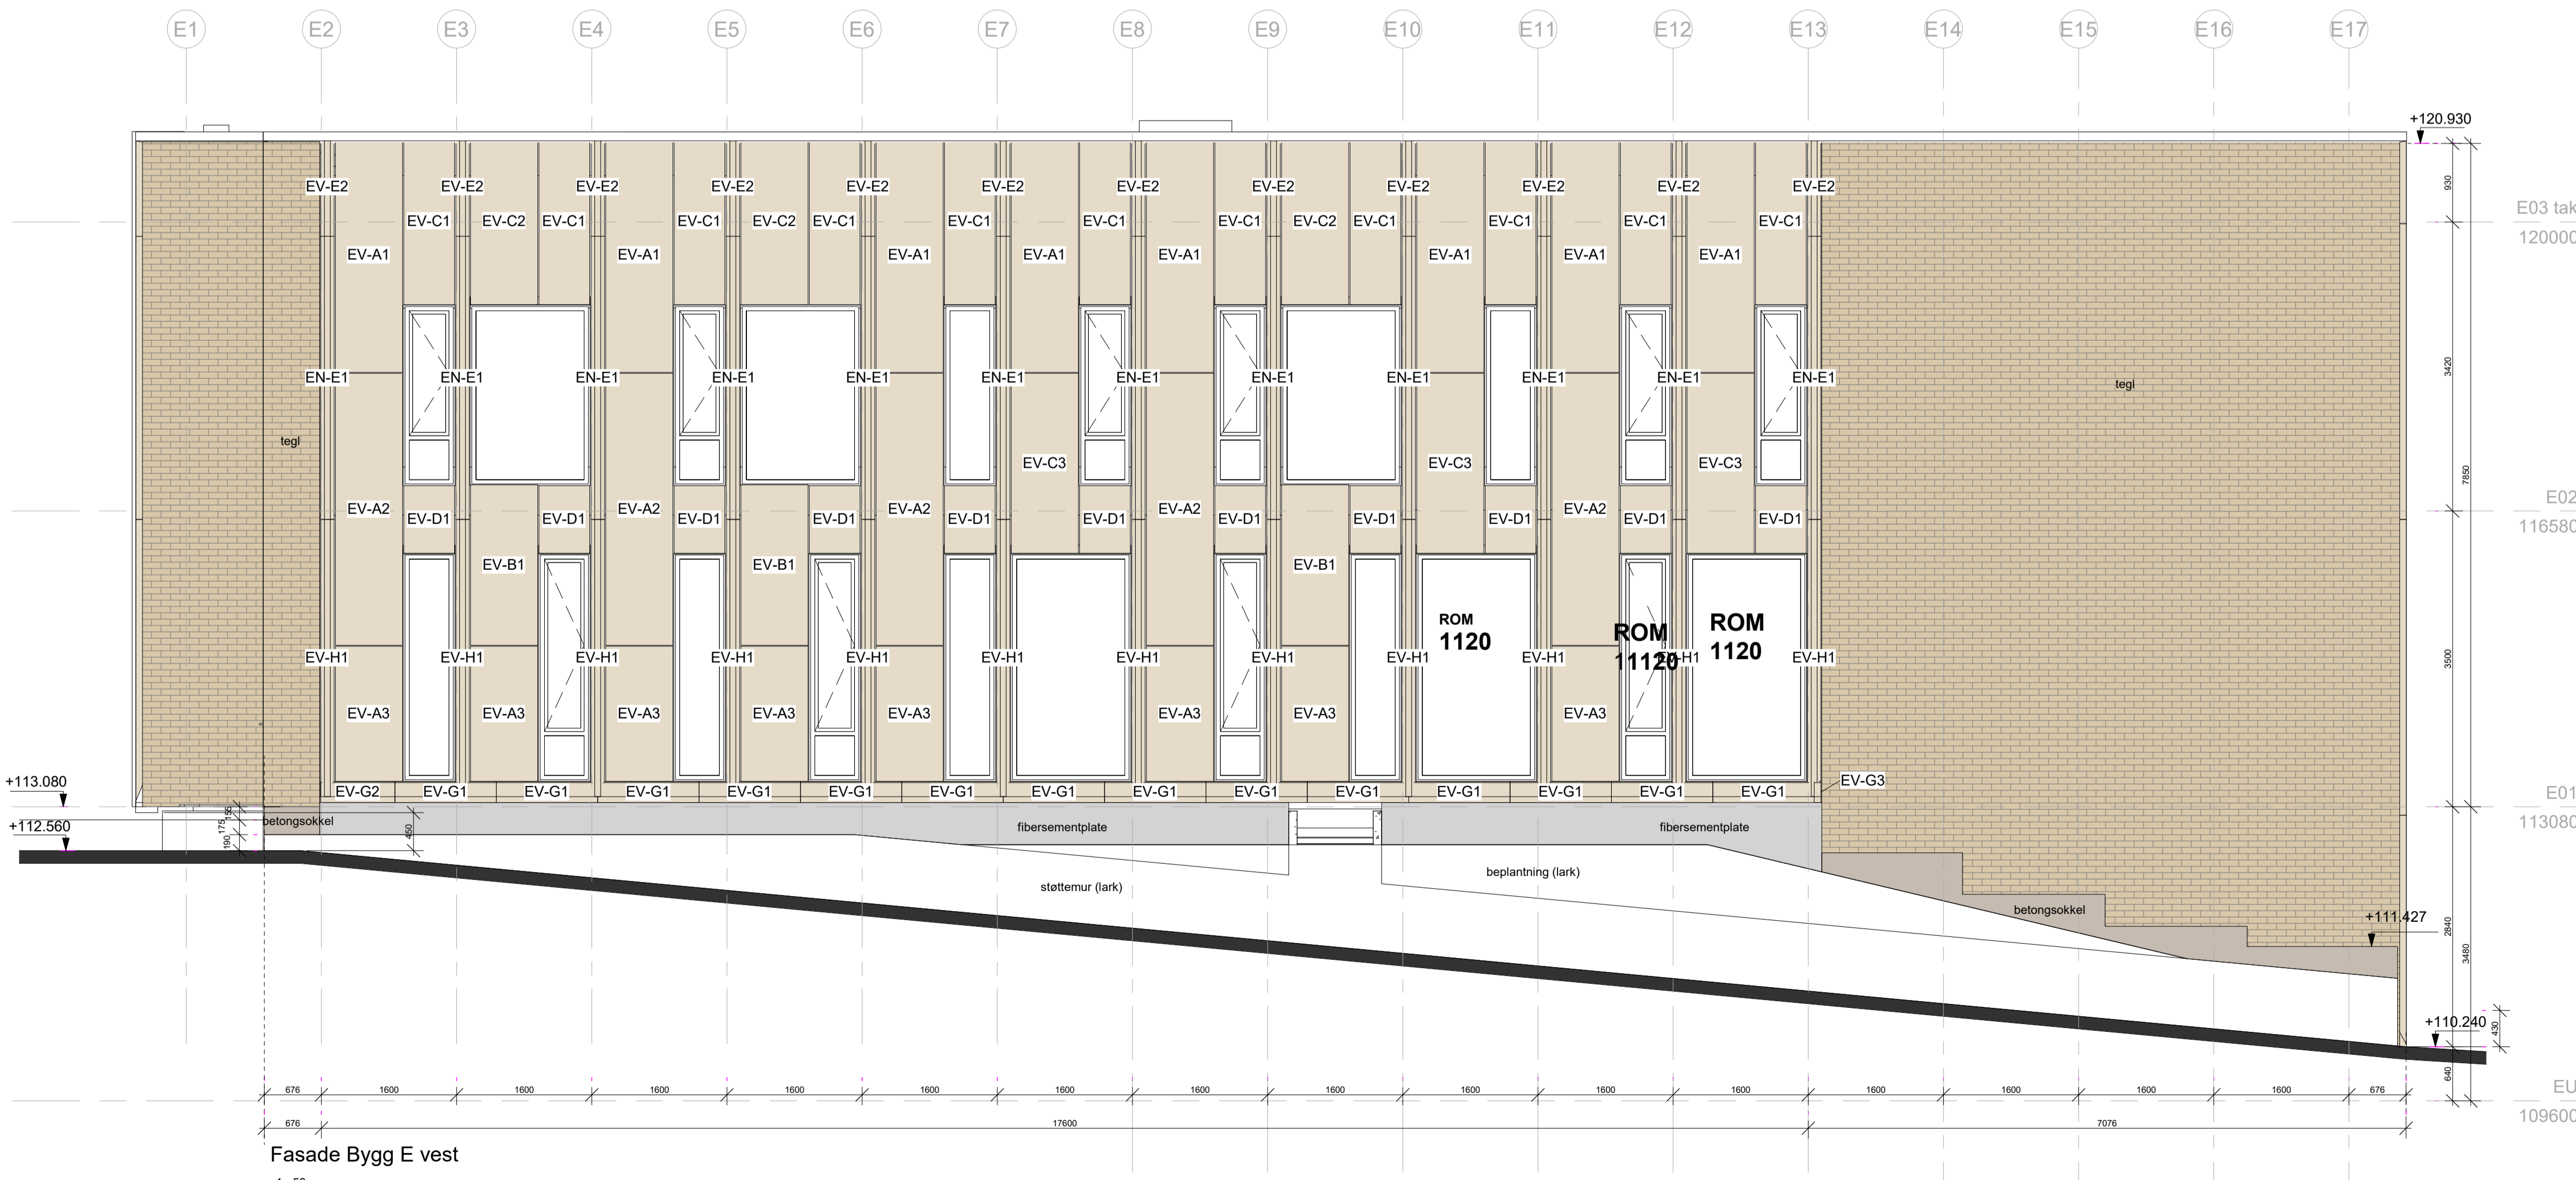 E1 E2 E3 E4 E5 E6 E7 E8 E9 E10 E11 E12 E13 E14 E15 E16 E17
+120.930
EV-E2 EV-E2 EV-E2 EV-E2 EV-E2 EV-E2 EV-E2 EV-E2 EV-E2 EV-E2 EV-E2 EV-E2
930
E03 tak
120000
EV-C1 EV-C2 EV-C1 EV-C1 EV-C2 EV-C1 EV-C1 EV-C1 EV-C1 EV-C2 EV-C1 EV-C1 EV-C1 EV-C1
EV-A1 EV-A1 EV-A1 EV-A1 EV-A1 EV-A1 EV-A1 EV-A1
3420
EN-E1 EN-E1 EN-E1 EN-E1 EN-E1 EN-E1 EN-E1 EN-E1 EN-E1 EN-E1 EN-E1 EN-E1
tegl
tegl
EV-C3 EV-C3 EV-C3
7850
E02
116580
EV-A2 EV-A2 EV-A2 EV-A2 EV-A2
EV-D1 EV-D1 EV-D1 EV-D1 EV-D1 EV-D1 EV-D1 EV-D1 EV-D1 EV-D1 EV-D1
EV-B1 EV-B1 EV-B1
ROM
1120
ROM
11120
ROM
1120
EV-H1 EV-H1 EV-H1 EV-H1 EV-H1 EV-H1 EV-H1 EV-H1 EV-H1 EV-H1 EV-H1 EV-H1
3500
EV-A3 EV-A3 EV-A3 EV-A3 EV-A3 EV-A3 EV-A3 EV-A3
+113.080
EV-G3
EV-G2 EV-G1 EV-G1 EV-G1 EV-G1 EV-G1 EV-G1 EV-G1 EV-G1 EV-G1 EV-G1 EV-G1 EV-G1 EV-G1 EV-G1
E01
113080
155
175
190
450
betongsokkel
+112.560
fibersementplate
fibersementplate
beplantning (lark)
støttemur (lark)
betongsokkel
+111.427
2840
3480
+110.240
430
640
EU
109600
676 1600 1600 1600 1600 1600 1600 1600 1600 1600 1600 1600 1600 1600 1600 1600 676
676 17600 7076
Fasade Bygg E vest